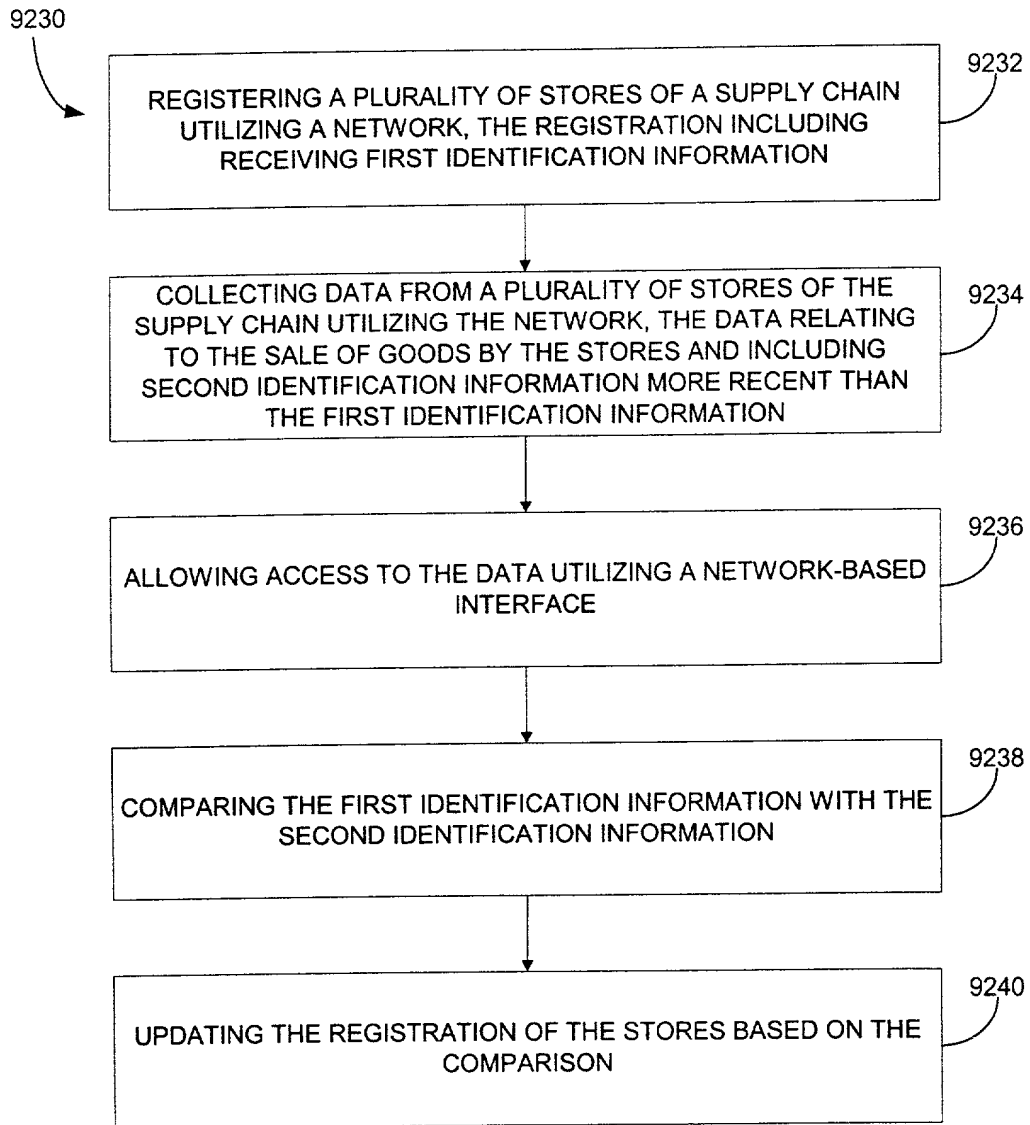 9230
9232
REGISTERING A PLURALITY OF STORES OF A SUPPLY CHAIN
UTILIZING A NETWORK, THE REGISTRATION INCLUDING
RECEIVING FIRST IDENTIFICATION INFORMATION
9234
COLLECTING DATA FROM A PLURALITY OF STORES OF THE
SUPPLY CHAIN UTILIZING THE NETWORK, THE DATA RELATING
TO THE SALE OF GOODS BY THE STORES AND INCLUDING
SECOND IDENTIFICATION INFORMATION MORE RECENT THAN
THE FIRST IDENTIFICATION INFORMATION
9236
ALLOWING ACCESS TO THE DATA UTILIZING A NETWORK-BASED
INTERFACE
9238
COMPARING THE FIRST IDENTIFICATION INFORMATION WITH THE
SECOND IDENTIFICATION INFORMATION
9240
UPDATING THE REGISTRATION OF THE STORES BASED ON THE
COMPARISON